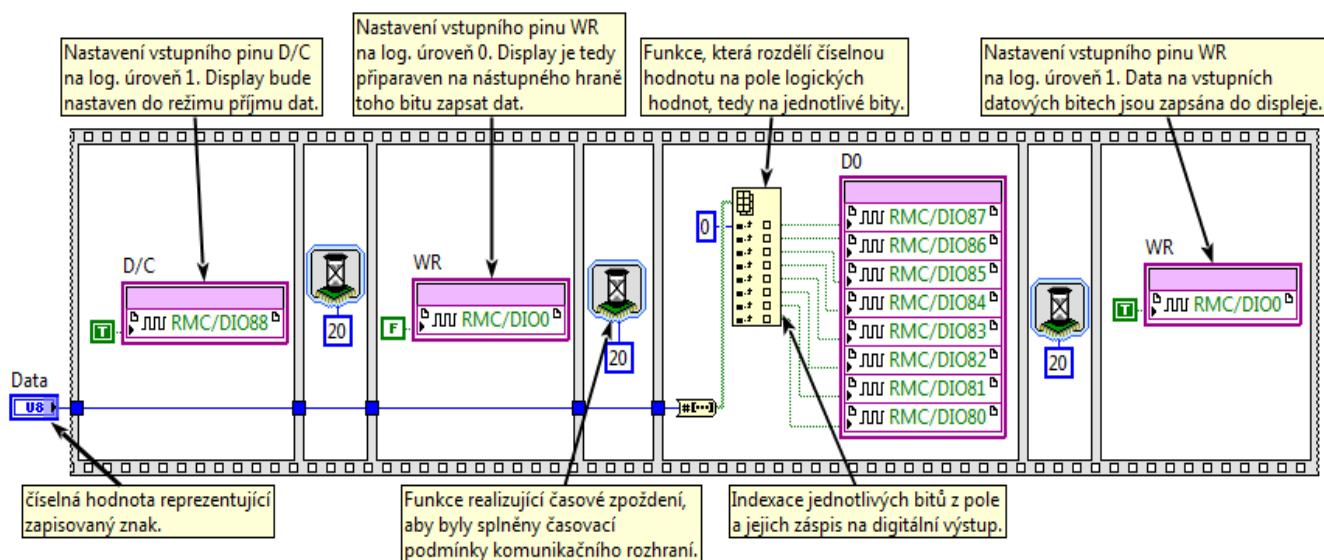 Nastavení vstupního pinu D/C
na log. úroveň 1. Display bude
nastaven do režimu příjmu dat.
Nastavení vstupního pinu WR
na log. úroveň 0. Display je tedy
připaraven na nástupného hraně
toho bitu zapsat dat.
Funkce, která rozdělí číselnou
hodnotu na pole logických
hodnot, tedy na jednotlivé bity.
Nastavení vstupního pinu WR
na log. úroveň 1. Data na vstupních
datových bitech jsou zapsána do displeje.
D/C
T
RMC/DIO88
20
WR
F
RMC/DIO0
20
0
D0
RMC/DIO87
RMC/DIO86
RMC/DIO85
RMC/DIO84
RMC/DIO83
RMC/DIO82
RMC/DIO81
RMC/DIO80
20
WR
T
RMC/DIO0
Data
U8
#[...]
číselná hodnota reprezentující
zapisovaný znak.
Funkce realizující časové zpoždení,
aby byly splněny časovací
podmínky komunikačního rozhraní.
Indexace jednotlivých bitů z pole
a jejich záspis na digitální výstup.